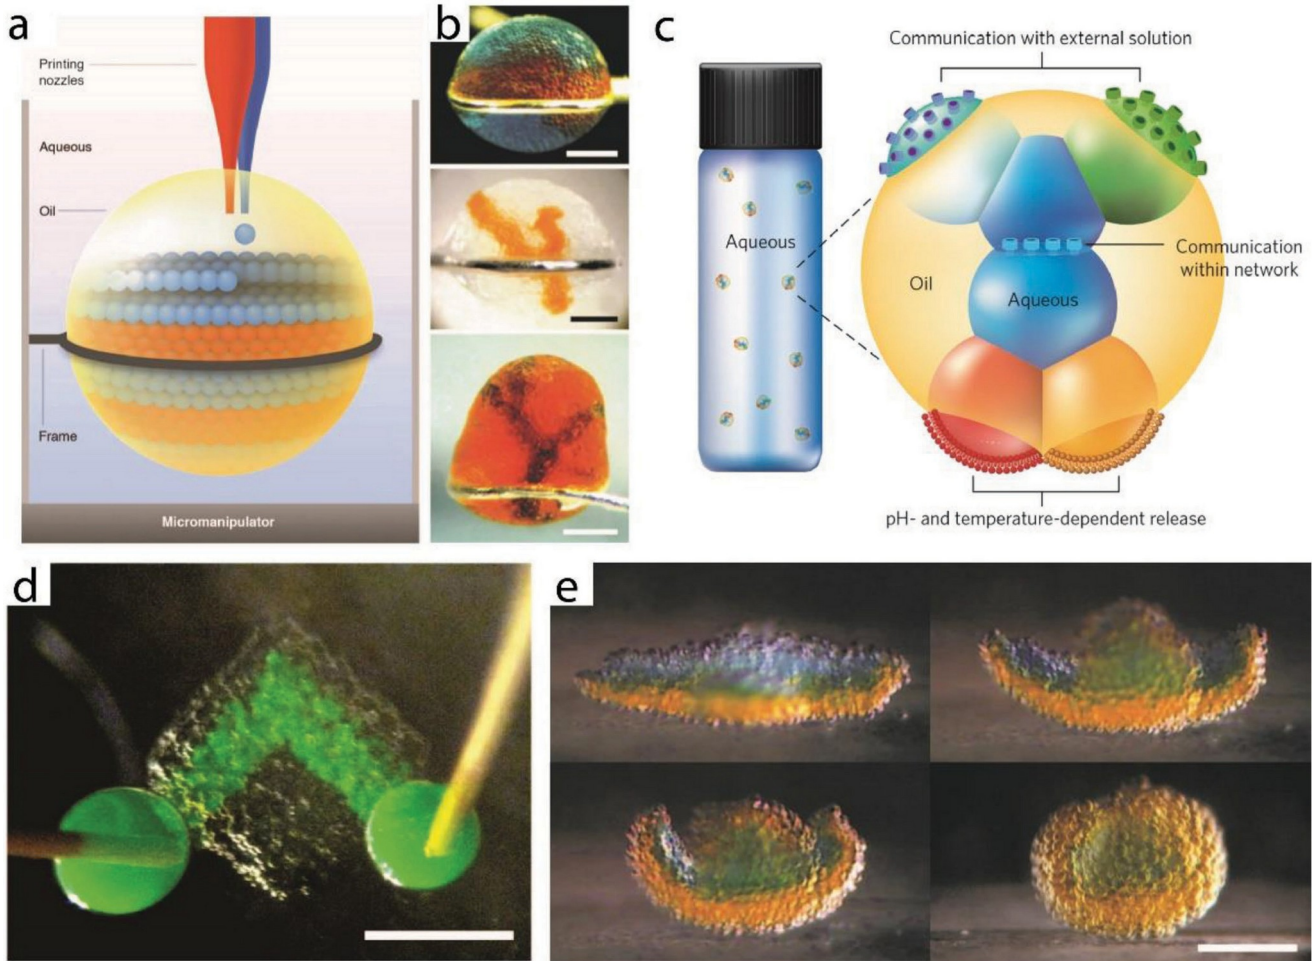 a
Printing
nozzles
Aqueous
Oil
Frame
Micromanipulator
b
c
Communication with external solution
Aqueous
Oil
Aqueous
Communication
within network
pH- and temperature-dependent release
d
e